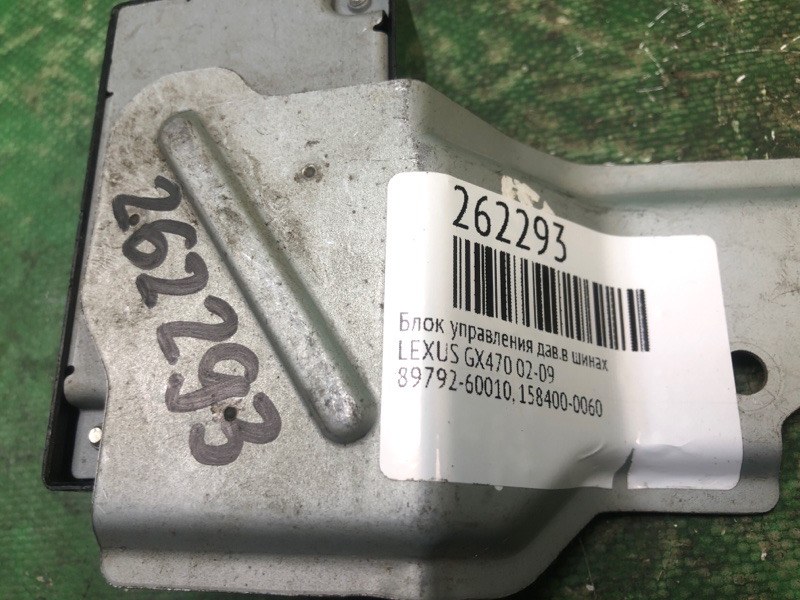 262293
262293
Блок управления дав.в шинах
LEXUS GX470 02-09
89792-60010, 158400-0060